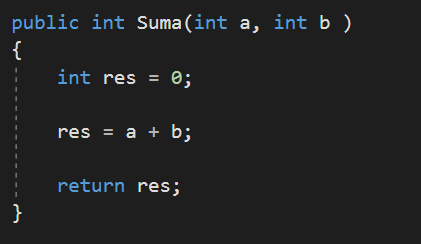 public int Suma(int a, int b )
{
int res = 0;
res = a + b;
return res;
}